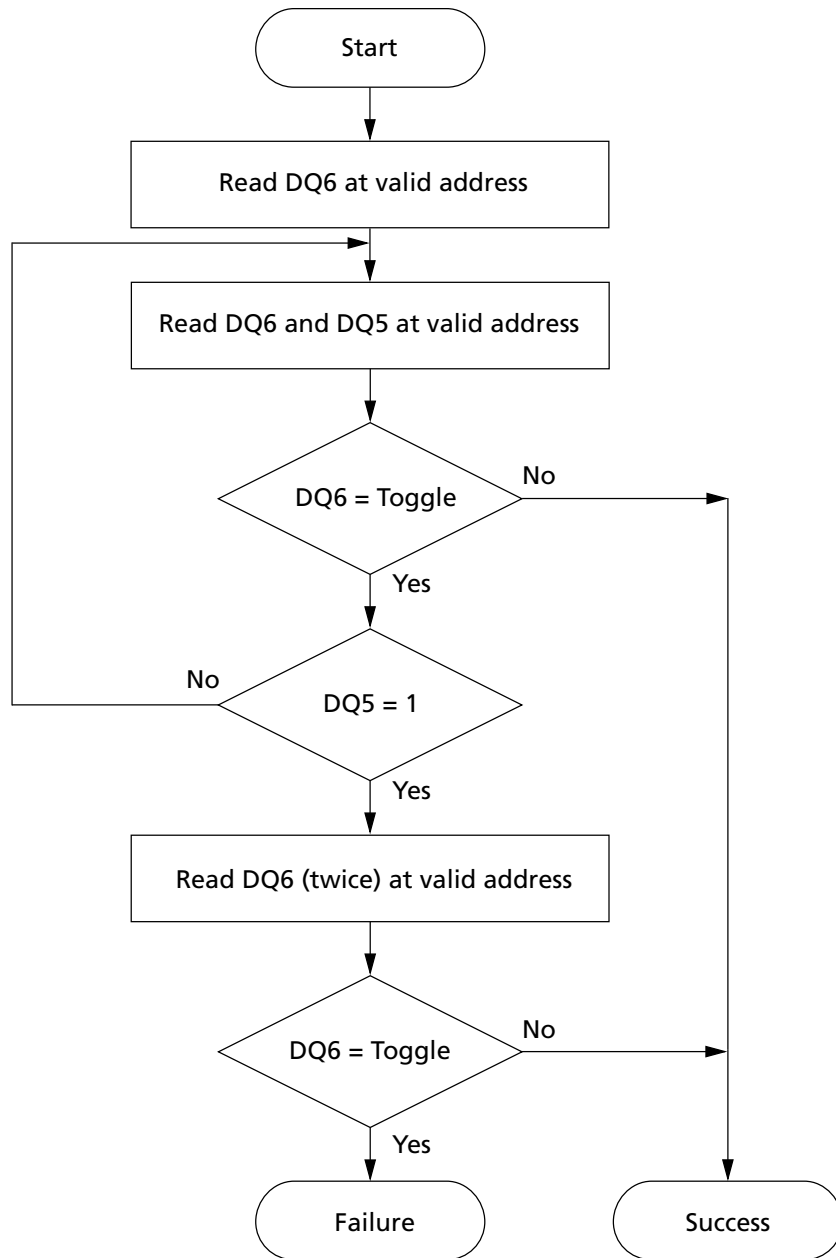 Start
Read DQ6 at valid address
Read DQ6 and DQ5 at valid address
DQ6 = Toggle
No
Yes
No
DQ5 = 1
Yes
Read DQ6 (twice) at valid address
DQ6 = Toggle
No
Yes
Failure
Success